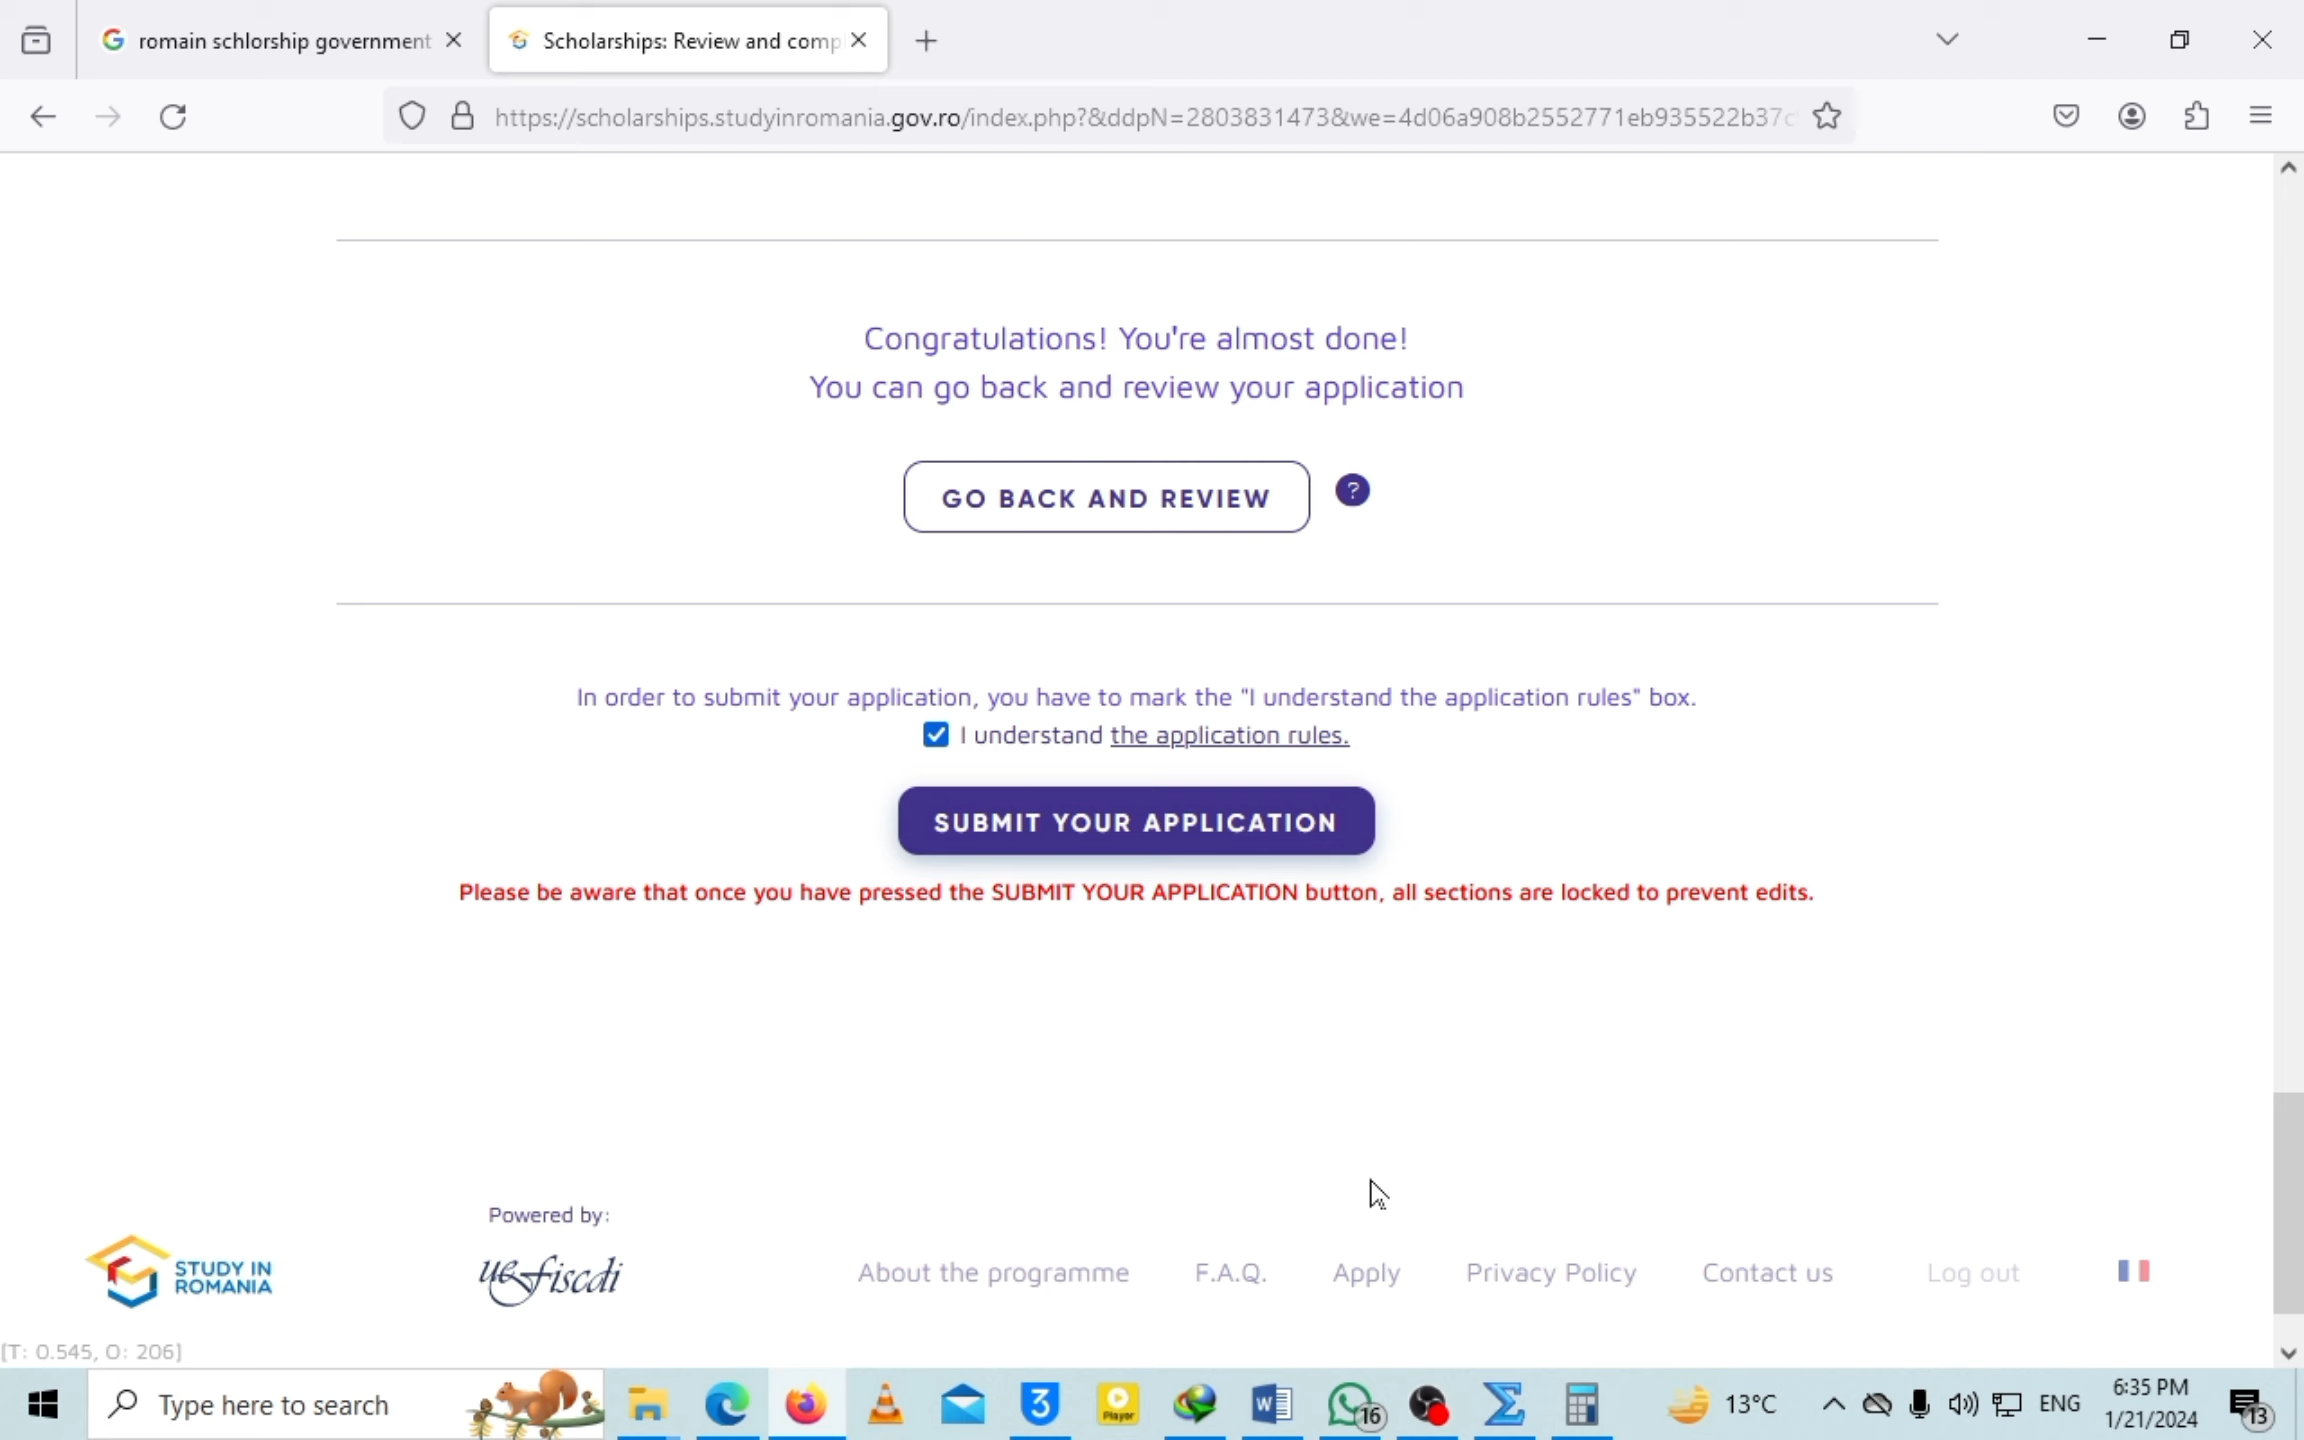 romain schlorship government
Scholarships: Review and comp
https://scholarships.studyinromania.gov.ro/index.php?&ddpN=2803831473&we=4d06a908b2552771eb935522b37c
Congratulations! You're almost done!
You can go back and review your application
GO BACK AND REVIEW
?
In order to submit your application, you have to mark the "I understand the application rules" box.
I understand the application rules.
SUBMIT YOUR APPLICATION
Please be aware that once you have pressed the SUBMIT YOUR APPLICATION button, all sections are locked to prevent edits.
Powered by:
STUDY IN
ROMANIA
uefiscdi
About the programme
F.A.Q.
Apply
Privacy Policy
Contact us
Log out
[T: 0.545, O: 206]
Type here to search
3
Player
16
13°C
ENG
6:35 PM
1/21/2024
13